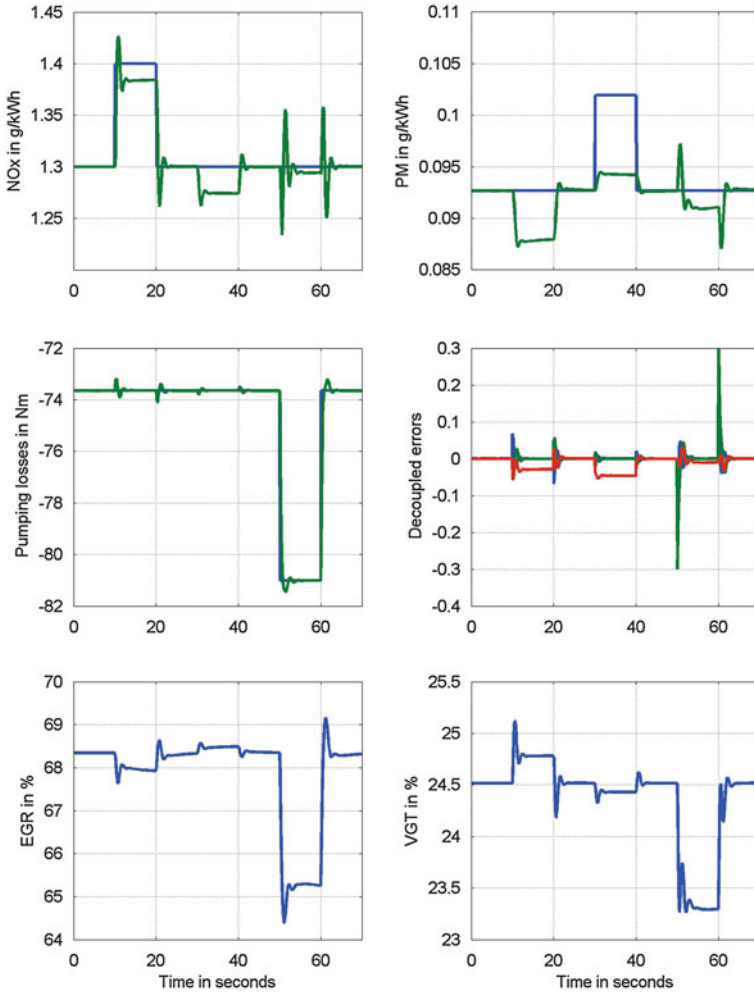 1.45
1.4
1.35
1.3
1.25
NOx in g/kWh
0 20 40 60
0.11
0.105
0.1
0.095
0.09
0.085
PM in g/kWh
0 20 40 60
-72
-74
-76
-78
-80
-82
Pumping losses in Nm
0 20 40 60
0.3
0.2
0.1
0
-0.1
-0.2
-0.3
-0.4
Decoupled errors
0 20 40 60
70
69
68
67
66
65
64
EGR in %
0 20 40 60
Time in seconds
25.5
25
24.5
24
23.5
23
VGT in %
0 20 40 60
Time in seconds